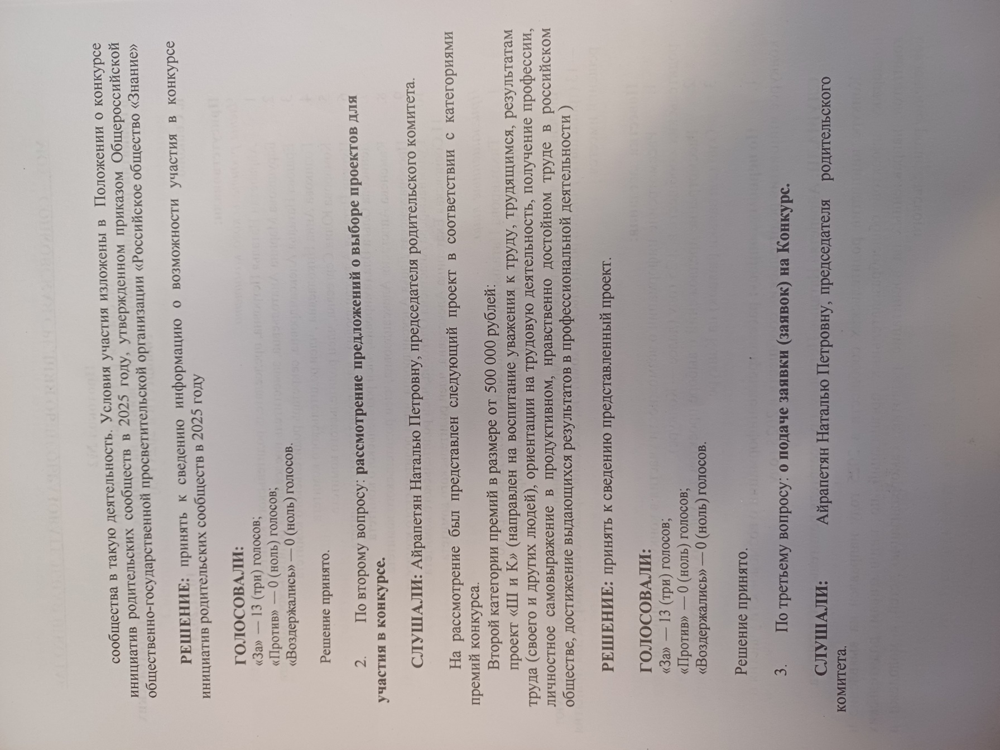 сообщества в такую деятельность. Условия участия изложены в Положении о конкурсе
инициатив родительских сообществ в 2025 году, утвержденном приказом Общероссийской
общественно-государственной просветительской организации «Российское общество «Знание»
РЕШЕНИЕ: принять к сведению информацию о возможности участия в конкурсе
инициатив родительских сообществ в 2025 году
ГОЛОСОВАЛИ:
«За» — 13 (три) голосов;
«Против» — 0 (ноль) голосов;
«Воздержались» — 0 (ноль) голосов.
Решение принято.
2. По второму вопросу: рассмотрение предложений о выборе проектов для
участия в конкурсе.
СЛУШАЛИ: Айрапетян Наталью Петровну, председателя родительского комитета.
На рассмотрение был представлен следующий проект в соответствии с категориями
премий конкурса.
Второй категории премий в размере от 500 000 рублей:
проект «Ш и К» (направлен на воспитание уважения к труду, трудящимся, результатам
труда (своего и других людей), ориентации на трудовую деятельность, получение профессии,
личностное самовыражение в продуктивном, нравственно достойном труде в российском
обществе, достижение выдающихся результатов в профессиональной деятельности )
РЕШЕНИЕ: принять к сведению представленный проект.
ГОЛОСОВАЛИ:
«За» — 13 (три) голосов;
«Против» — 0 (ноль) голосов;
«Воздержались» — 0 (ноль) голосов.
Решение принято.
3. По третьему вопросу: о подаче заявки (заявок) на Конкурс.
СЛУШАЛИ: Айрапетян Наталью Петровну, председателя родительского
комитета.